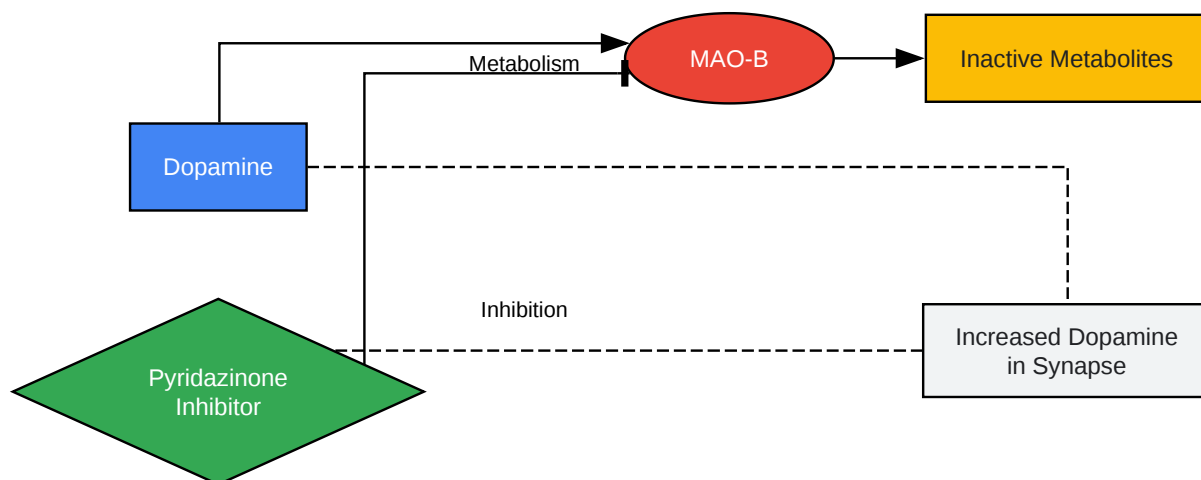 MAO-B
Inactive Metabolites
Metabolism
Dopamine
Inhibition
Increased Dopamine
in Synapse
Pyridazinone
Inhibitor